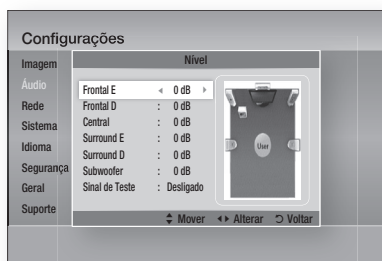 Configurações
Imagem
Áudio
Rede
Sistema
Idioma
Segurança
Geral
Suporte
Nível
Frontal E ◄ 0 dB ►
Frontal D : 0 dB
Central : 0 dB
Surround E : 0 dB
Surround D : 0 dB
Subwoofer : 0 dB
Sinal de Teste : Desligado
User
Mover Alterar Voltar